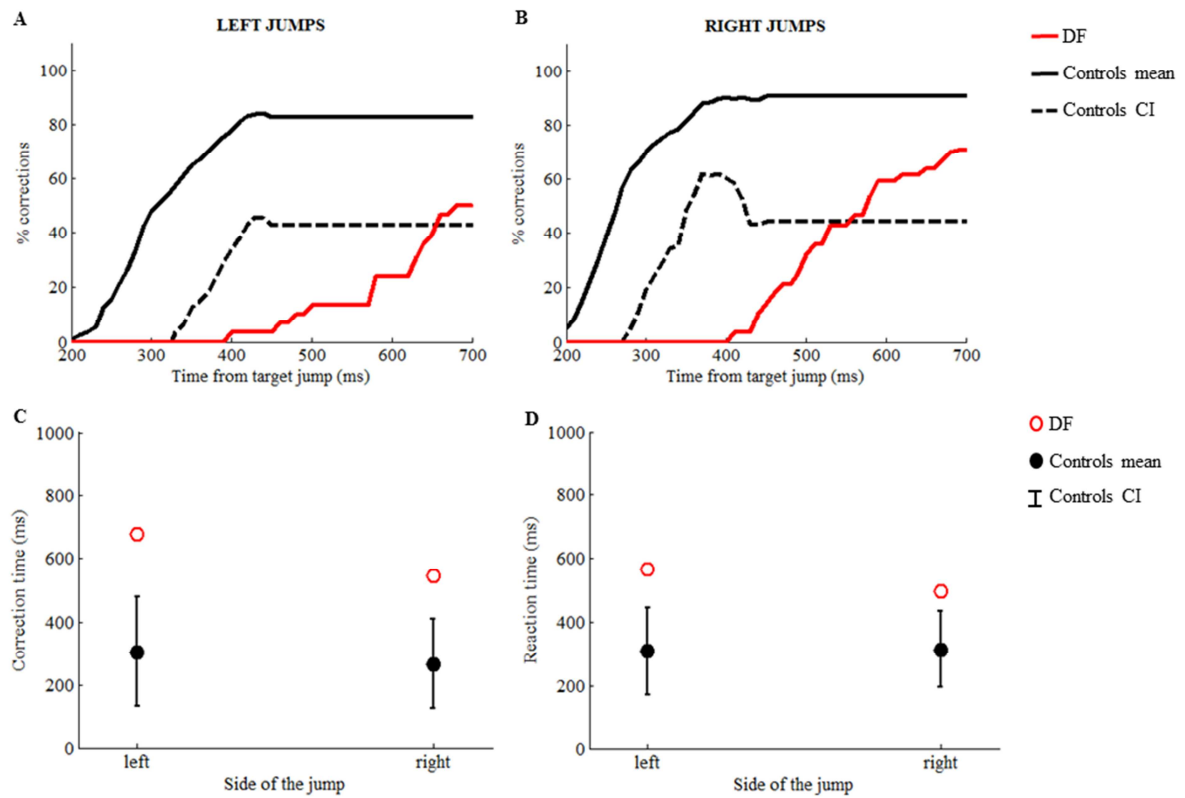 A
LEFT JUMPS
% corrections
100
80
60
40
20
0
200 300 400 500 600 700
Time from target jump (ms)
B
RIGHT JUMPS
% corrections
100
80
60
40
20
0
200 300 400 500 600 700
Time from target jump (ms)
DF
Controls mean
Controls CI
C
Correction time (ms)
1000
800
600
400
200
0
left right
Side of the jump
D
Reaction time (ms)
1000
800
600
400
200
0
left right
Side of the jump
DF
Controls mean
Controls CI